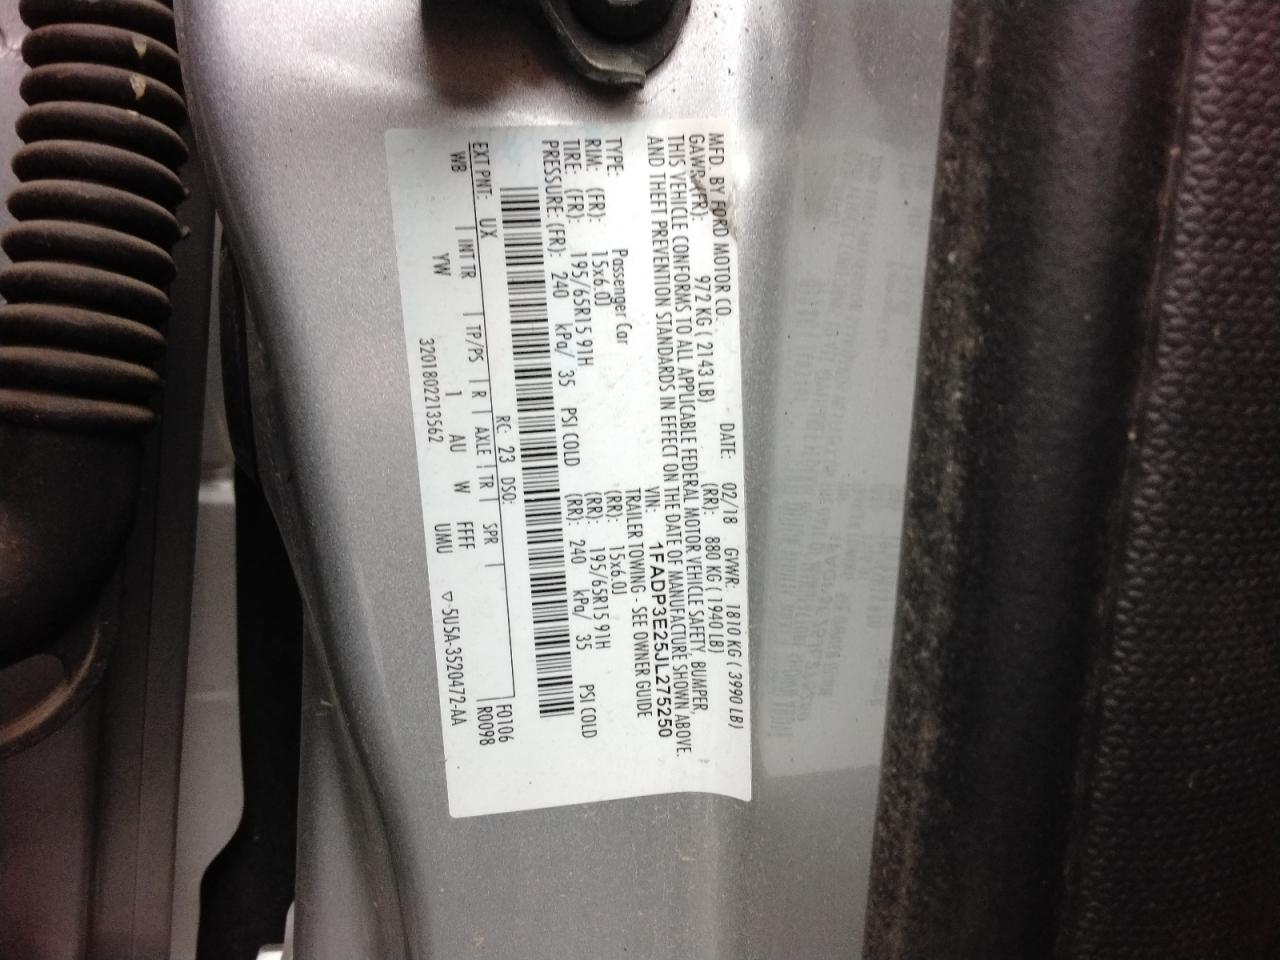 MFD BY FORD MOTOR CO.
DATE: 02/18 GVWR: 1810 KG ( 3990 LB)
GAWR(FR): 972 KG ( 2143 LB) (RR): 880 KG ( 1940 LB)
THIS VEHICLE CONFORMS TO ALL APPLICABLE FEDERAL MOTOR VEHICLE SAFETY, BUMPER,
AND THEFT PREVENTION STANDARDS IN EFFECT ON THE DATE OF MANUFACTURE SHOWN ABOVE.
VIN: 1FADP3E25JL275250
TYPE: Passenger Car TRAILER TOWING - SEE OWNER GUIDE
RIM: (FR): 15x6.0J (RR): 15x6.0J
TIRE: (FR): 195/65R15 91H (RR): 195/65R15 91H
PRESSURE: (FR): 240 kPa/ 35 PSI COLD (RR): 240 kPa/ 35 PSI COLD
EXT PNT: UX RC: 23 DSO: F0106
WB | INT TR | TP/PS | R | AXLE | TR | SPR | R0098
YW 1 AU W FFFF
3201802213562 UMU ▽-5U5A-3520472-AA